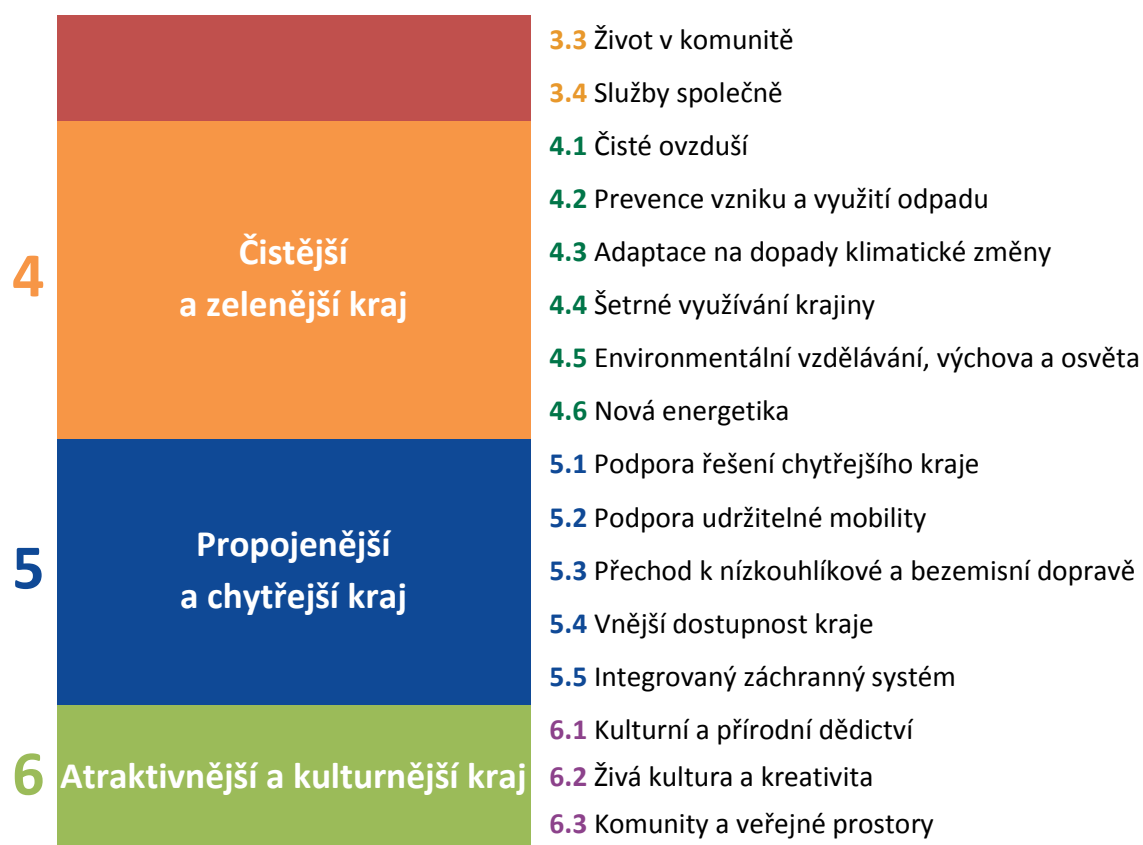 3.3 Život v komunitě
3.4 Služby společně
4
Čistější
a zelenější kraj
4.1 Čisté ovzduší
4.2 Prevence vzniku a využití odpadu
4.3 Adaptace na dopady klimatické změny
4.4 Šetrné využívání krajiny
4.5 Environmentální vzdělávání, výchova a osvěta
4.6 Nová energetika
5
Propojenější
a chytřejší kraj
5.1 Podpora řešení chytřejšího kraje
5.2 Podpora udržitelné mobility
5.3 Přechod k nízkouhlíkové a bezemisní dopravě
5.4 Vnější dostupnost kraje
5.5 Integrovaný záchranný systém
6
Atraktivnější a kulturnější kraj
6.1 Kulturní a přírodní dědictví
6.2 Živá kultura a kreativita
6.3 Komunity a veřejné prostory